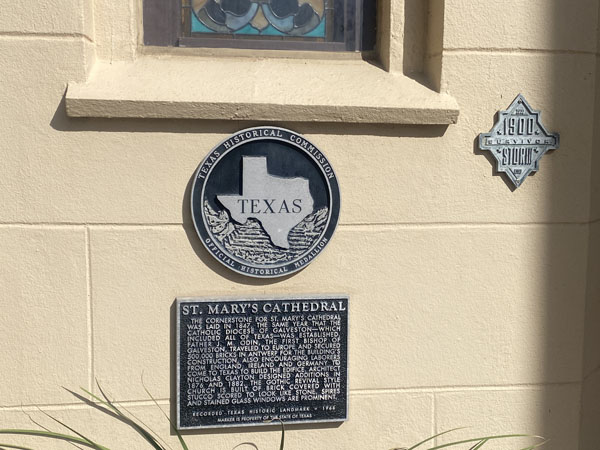 TEXAS HISTORICAL COMMISSION
TEXAS
OFFICIAL HISTORICAL MEDALLION
1900
SURVIVOR
STORM
ST. MARY'S CATHEDRAL
THE CORNERSTONE FOR ST. MARY'S CATHEDRAL
WAS LAID IN 1847, THE SAME YEAR THAT THE
CATHOLIC DIOCESE OF GALVESTON—WHICH
INCLUDED ALL OF TEXAS—WAS ESTABLISHED.
FATHER J. M. ODIN, THE FIRST BISHOP OF
GALVESTON, TRAVELED TO EUROPE AND SECURED
500,000 BRICKS IN ANTWERP FOR THE BUILDING'S
CONSTRUCTION, ALSO ENCOURAGING LABORERS
FROM ENGLAND, IRELAND AND GERMANY TO
COME TO TEXAS TO BUILD THE EDIFICE. ARCHITECT
NICHOLAS CLAYTON DESIGNED ADDITIONS IN
1876 AND 1882. THE GOTHIC REVIVAL STYLE
CHURCH IS BUILT OF BRICK COVERED WITH
STUCCO SCORED TO LOOK LIKE STONE. SPIRES
AND STAINED GLASS WINDOWS ARE PROMINENT.
RECORDED TEXAS HISTORIC LANDMARK – 1968
MARKER IS PROPERTY OF THE STATE OF TEXAS